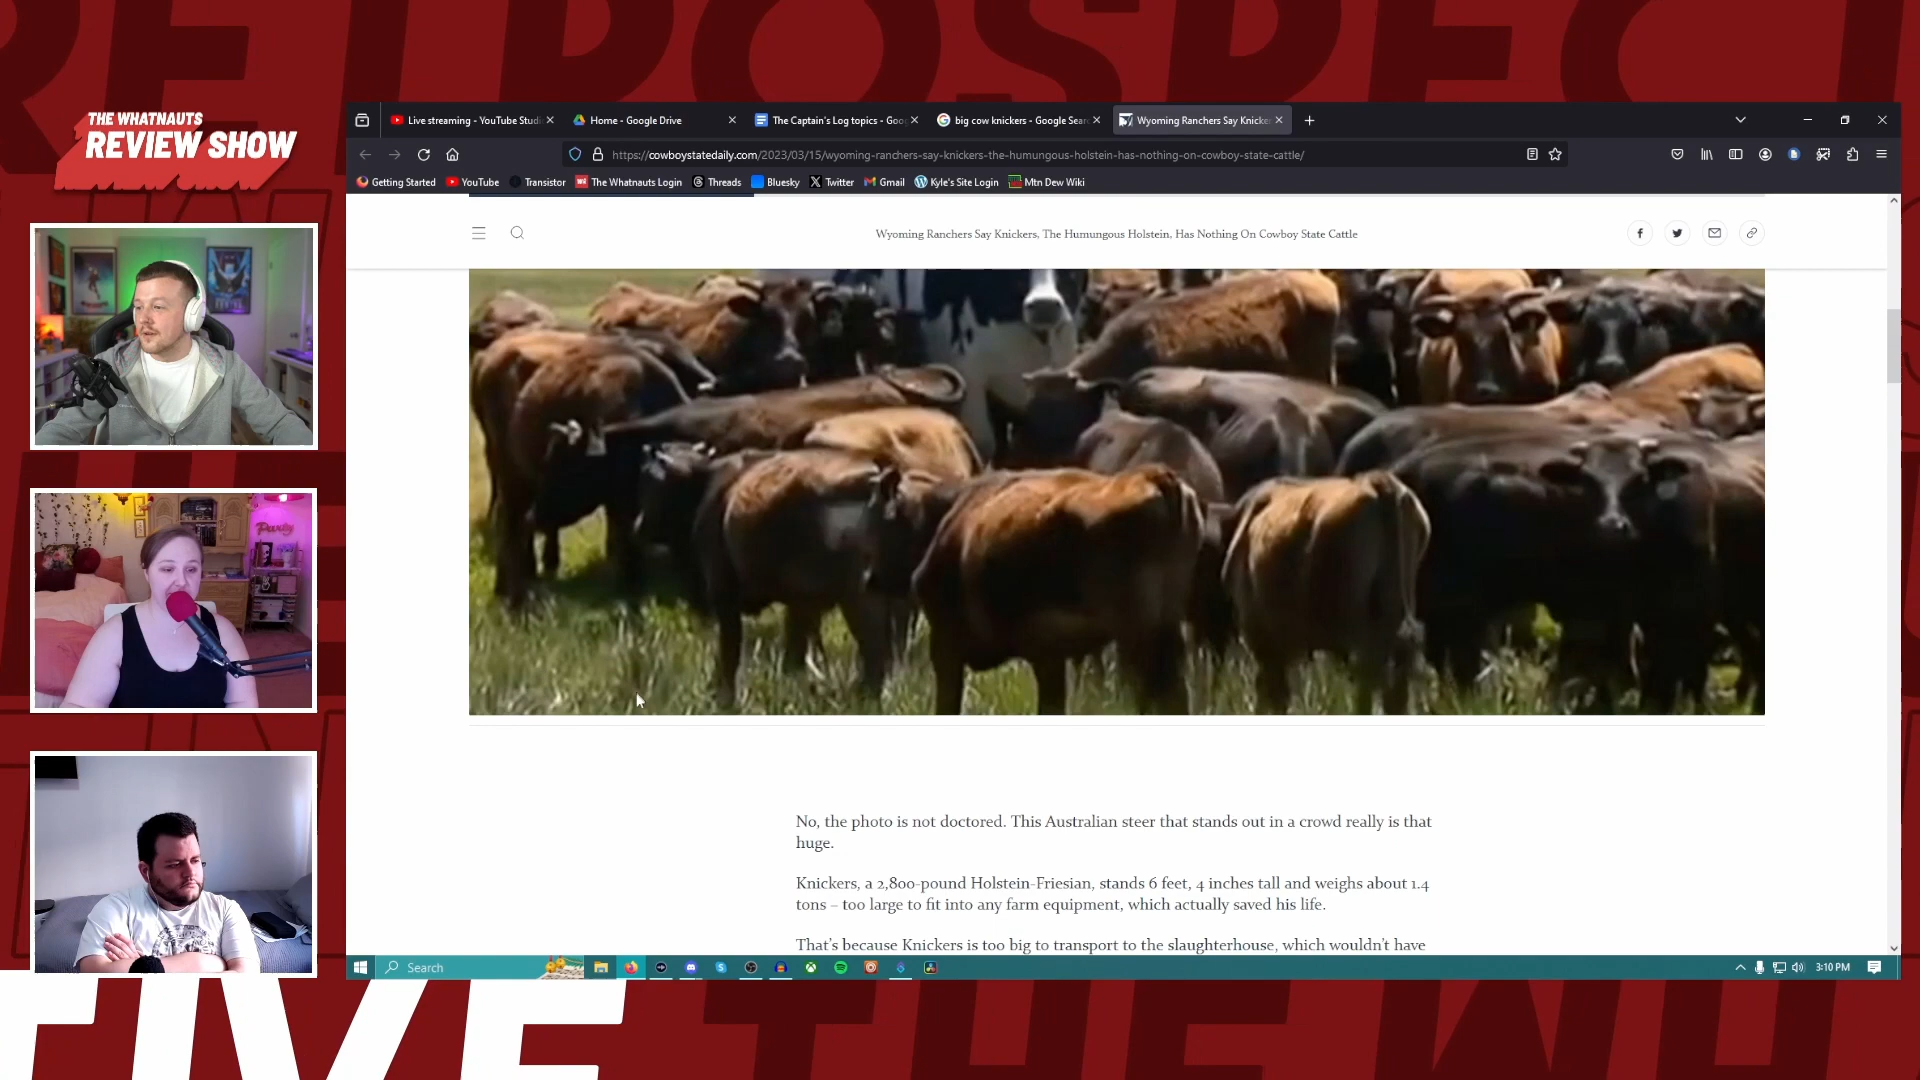 THE WHATNAUTS
REVIEW SHOW
Live streaming - YouTube Studi
Home - Google Drive
The Captain's Log topics - Goo
big cow knickers - Google Sear
Wyoming Ranchers Say Knicke
https://cowboystatedaily.com/2023/03/15/wyoming-ranchers-say-knickers-the-humungous-holstein-has-nothing-on-cowboy-state-cattle/
Getting Started YouTube Transistor The Whatnauts Login Threads Bluesky Twitter Gmail Kyle's Site Login Mtn Dew Wiki
Wyoming Ranchers Say Knickers, The Humungous Holstein, Has Nothing On Cowboy State Cattle
Party
No, the photo is not doctored. This Australian steer that stands out in a crowd really is that
huge.
Knickers, a 2,800-pound Holstein-Friesian, stands 6 feet, 4 inches tall and weighs about 1.4
tons – too large to fit into any farm equipment, which actually saved his life.
That's because Knickers is too big to transport to the slaughterhouse, which wouldn't have
Search
3:10 PM